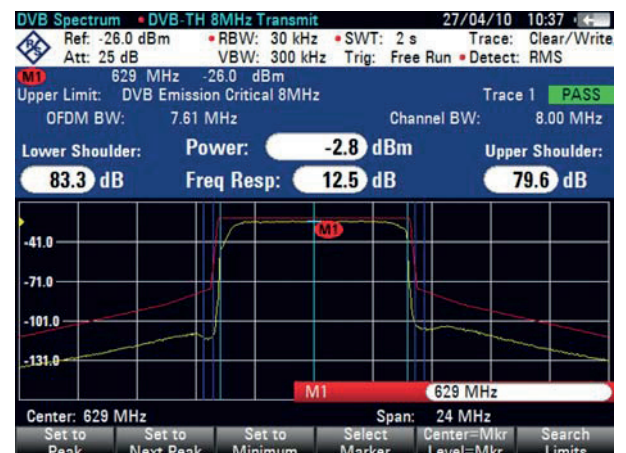 DVB Spectrum • DVB-TH 8MHz Transmit 27/04/10 10:37
Ref: -26.0 dBm • RBW: 30 kHz • SWT: 2 s Trace: Clear/Write
Att: 25 dB VBW: 300 kHz Trig: Free Run • Detect: RMS
M1 629 MHz -26.0 dBm
Upper Limit: DVB Emission Critical 8MHz Trace 1 PASS
OFDM BW: 7.61 MHz Channel BW: 8.00 MHz
Lower Shoulder: Power: -2.8 dBm Upper Shoulder:
83.3 dB Freq Resp: 12.5 dB 79.6 dB
M1
-41.0
-71.0
-101.0
-131.0
M1 629 MHz
Center: 629 MHz Span: 24 MHz
Set to Set to Set to Select Center=Mkr Search
Peak Next Peak Minimum Marker Level=Mkr Limits